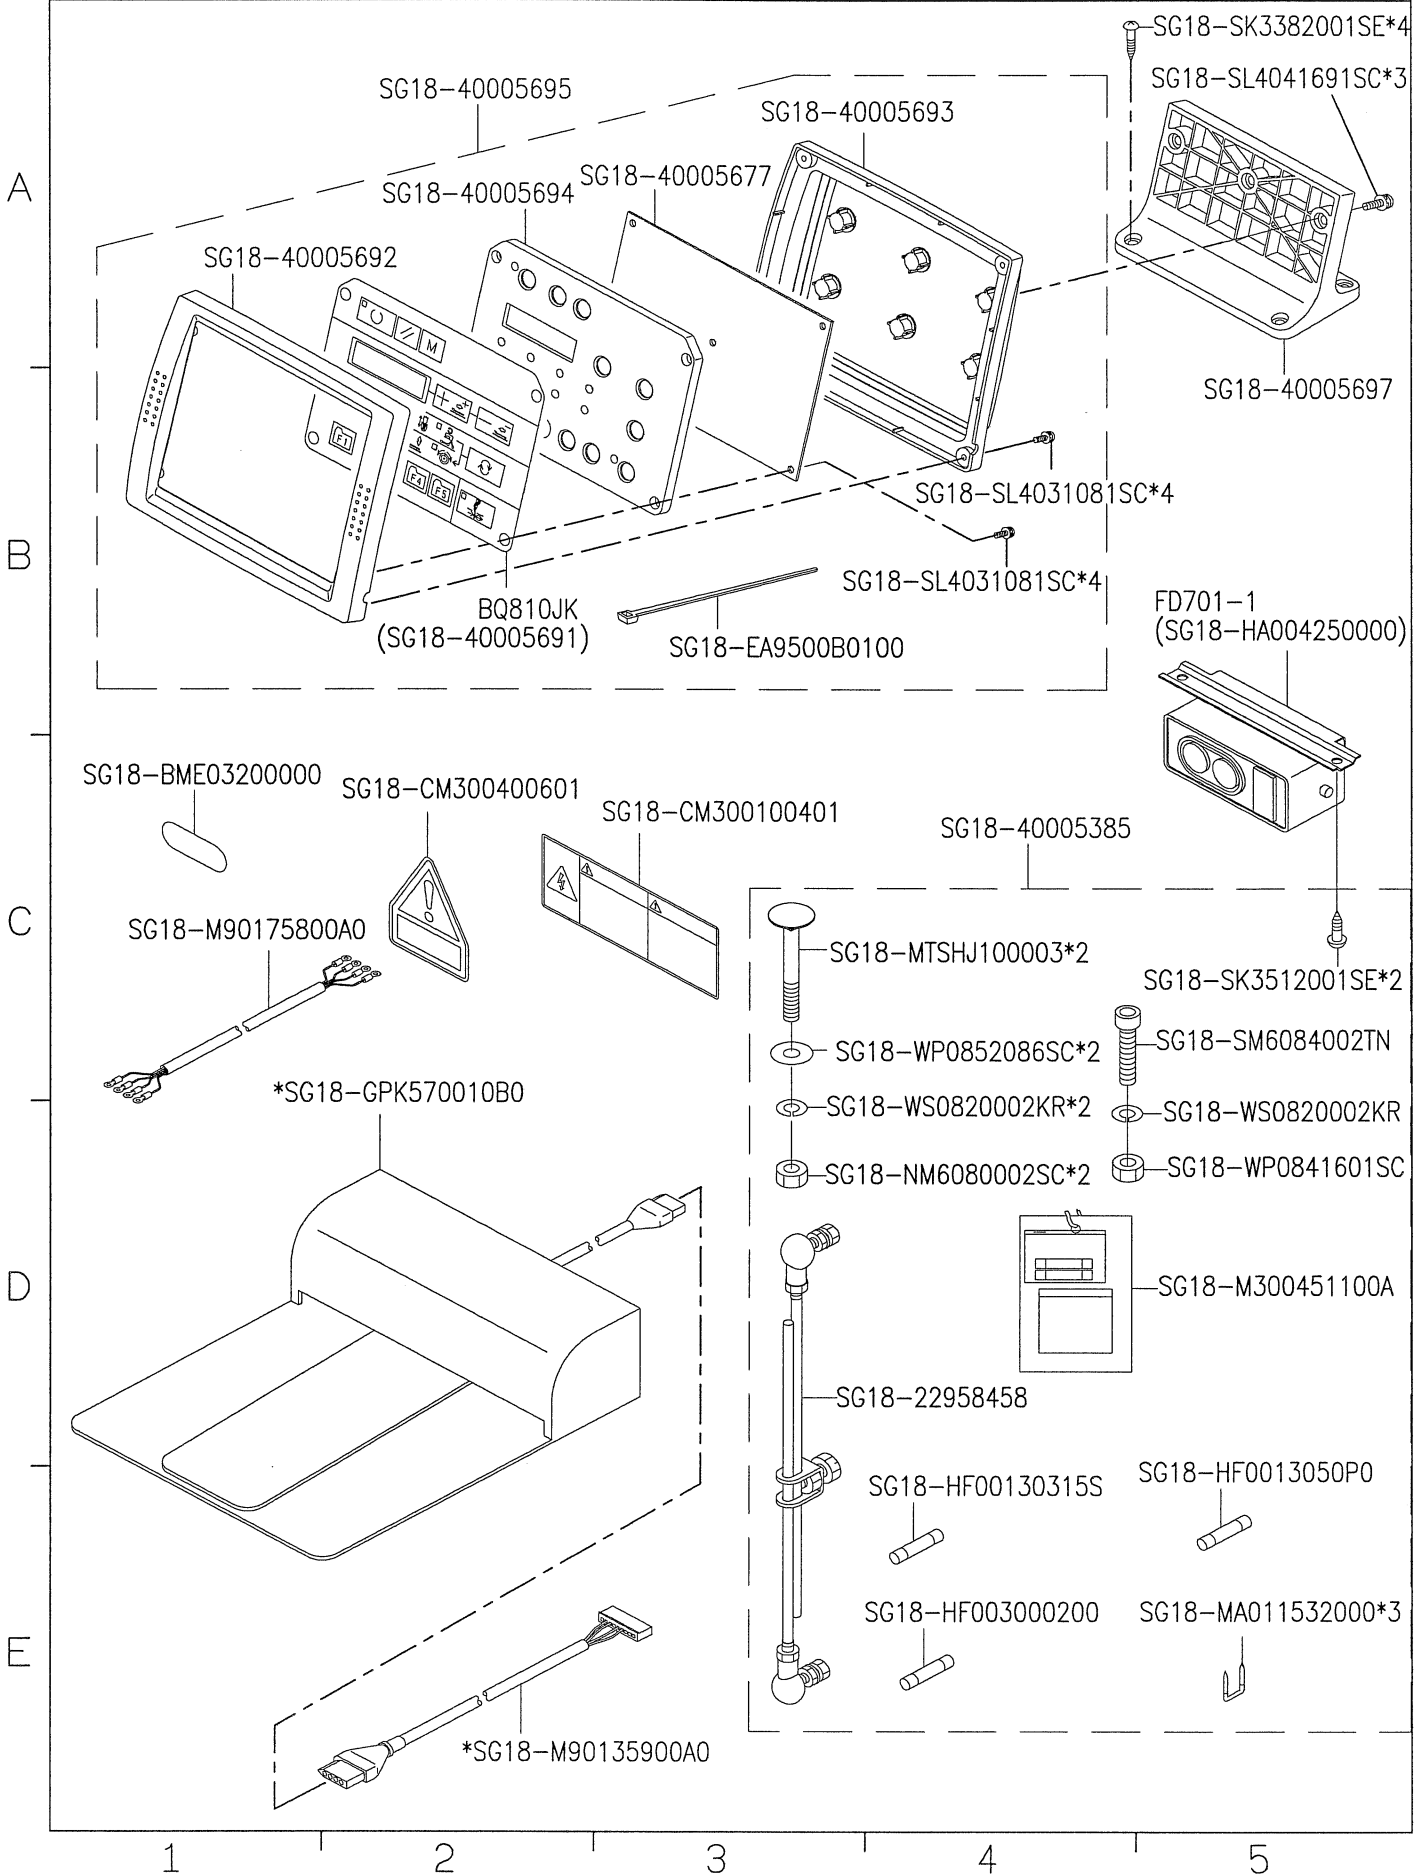 SG18-SK3382001SE*4
SG18-SL4041691SC*3
SG18-40005695
SG18-40005693
A
SG18-40005694
SG18-40005677
SG18-40005692
M
SG18-40005697
F1
F4
F5
SG18-SL4031081SC*4
B
SG18-SL4031081SC*4
BQ810JK
(SG18-40005691)
SG18-EA9500B0100
FD701-1
(SG18-HA004250000)
SG18-BME03200000
SG18-CM300400601
SG18-CM300100401
SG18-40005385
C
SG18-M90175800A0
SG18-MTSHJ100003*2
SG18-SK3512001SE*2
SG18-WP0852086SC*2
SG18-SM6084002TN
*SG18-GPK570010B0
SG18-WS0820002KR*2
SG18-WS0820002KR
SG18-NM6080002SC*2
SG18-WP0841601SC
D
SG18-M300451100A
SG18-22958458
SG18-HF00130315S
SG18-HF0013050P0
SG18-HF003000200
SG18-MA011532000*3
E
*SG18-M90135900A0
1
2
3
4
5